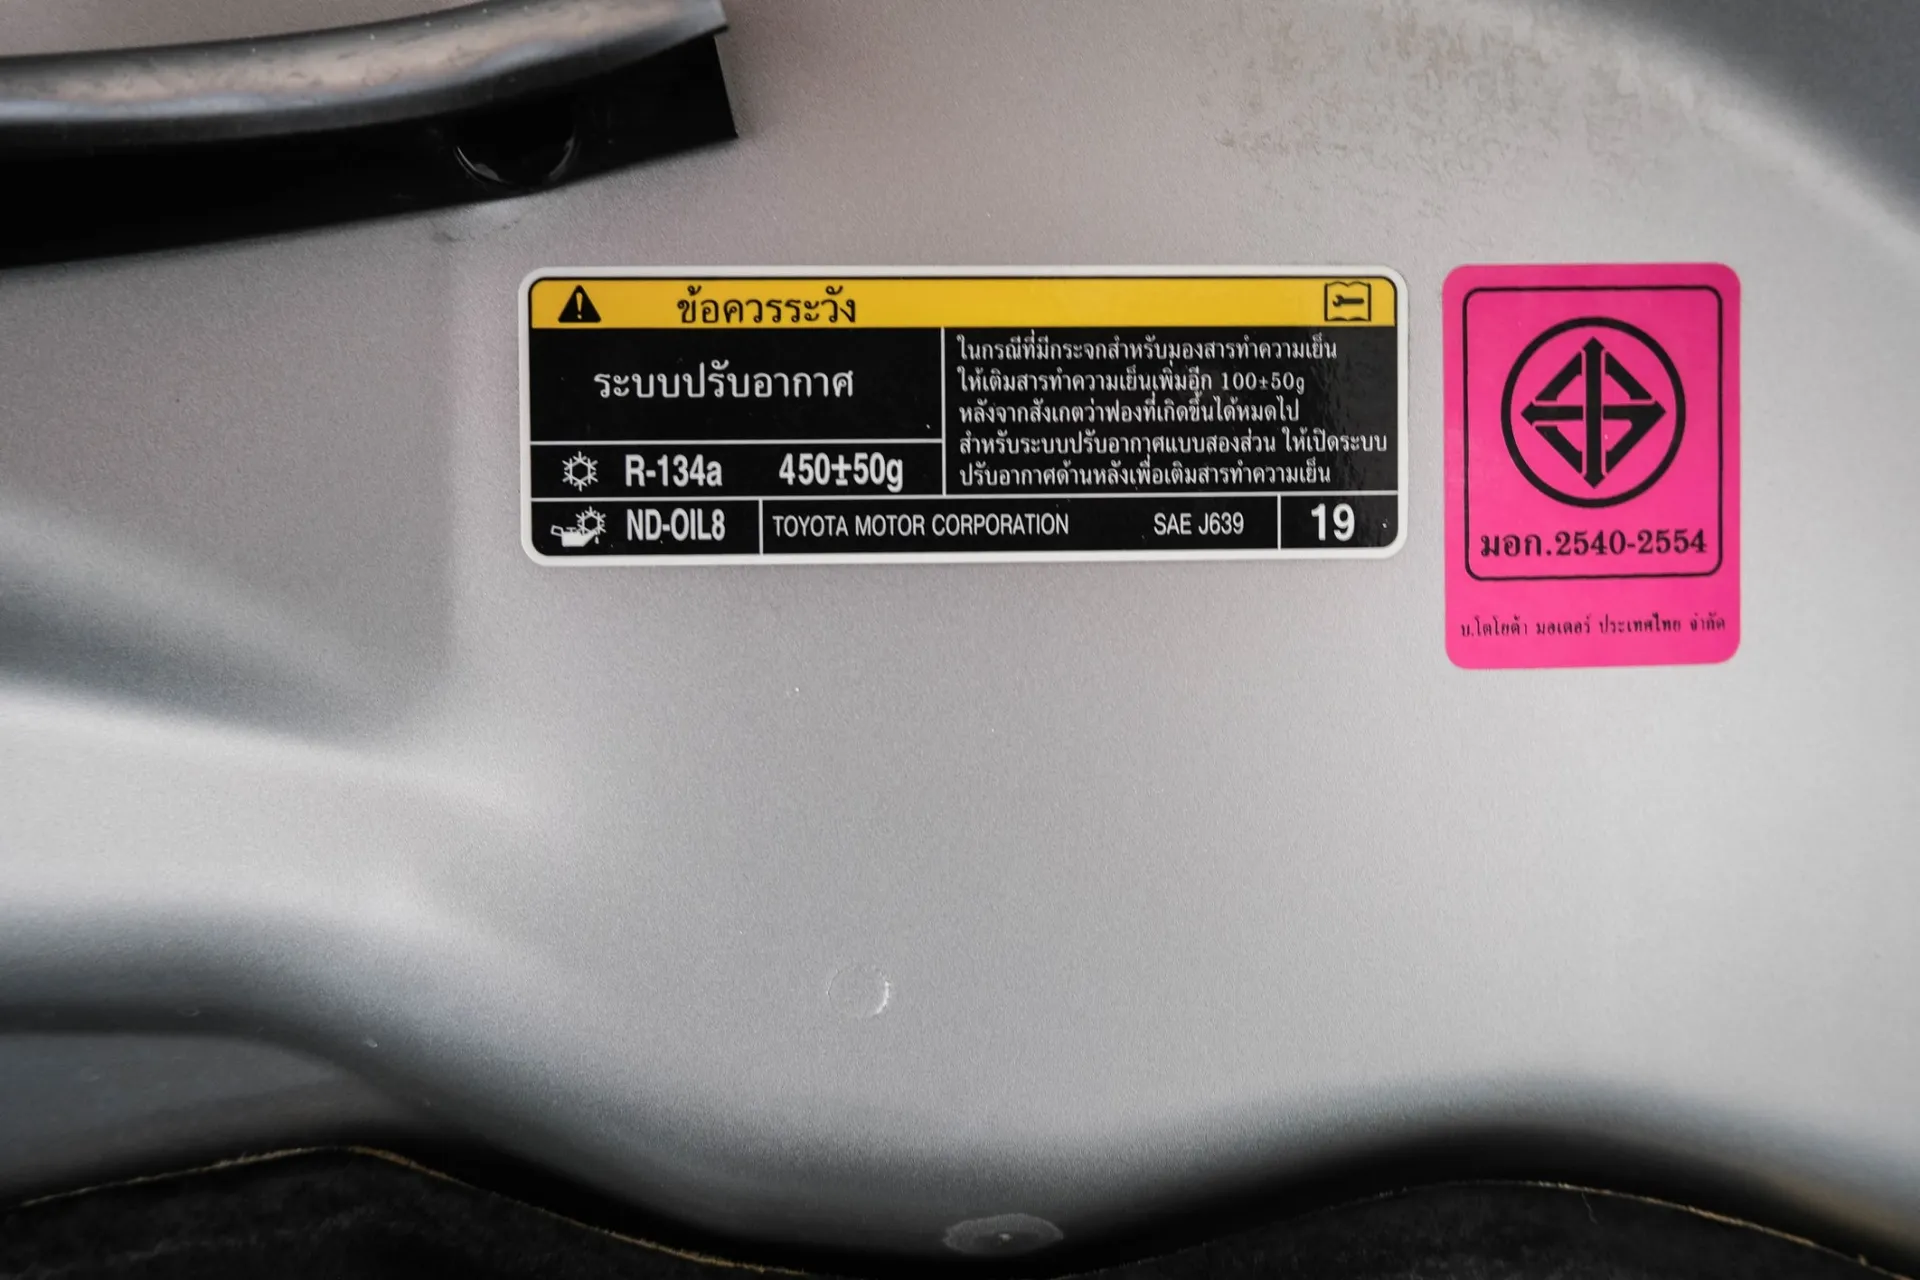 ข้อควรระวัง
ระบบปรับอากาศ
R-134a 450±50g
ในกรณีที่มีกระจกสำหรับมองสารทำความเย็น
ให้เติมสารทำความเย็นเพิ่มอีก 100±50g
หลังจากสังเกตว่าฟองที่เกิดขึ้นได้หมดไป
สำหรับระบบปรับอากาศแบบสองส่วน ให้เปิดระบบ
ปรับอากาศด้านหลังเพื่อเติมสารทำความเย็น
ND-OIL8 TOYOTA MOTOR CORPORATION SAE J639 19
มอก.2540-2554
บ.โตโยต้า มอเตอร์ ประเทศไทย จำกัด